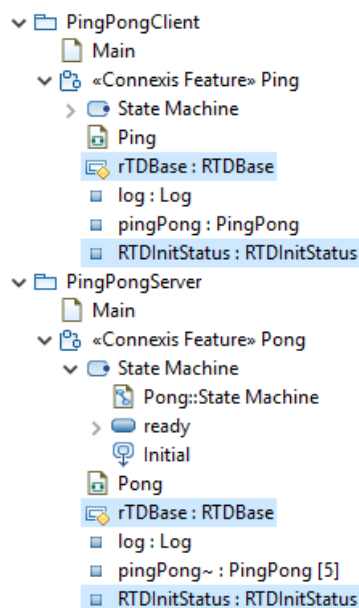 PingPongClient
Main
«Connexis Feature» Ping
State Machine
Ping
rTDBase : RTDBase
log : Log
pingPong : PingPong
RTDInitStatus : RTDInitStatus
PingPongServer
Main
«Connexis Feature» Pong
State Machine
Pong::State Machine
ready
Initial
Pong
rTDBase : RTDBase
log : Log
pingPong~ : PingPong [5]
RTDInitStatus : RTDInitStatus